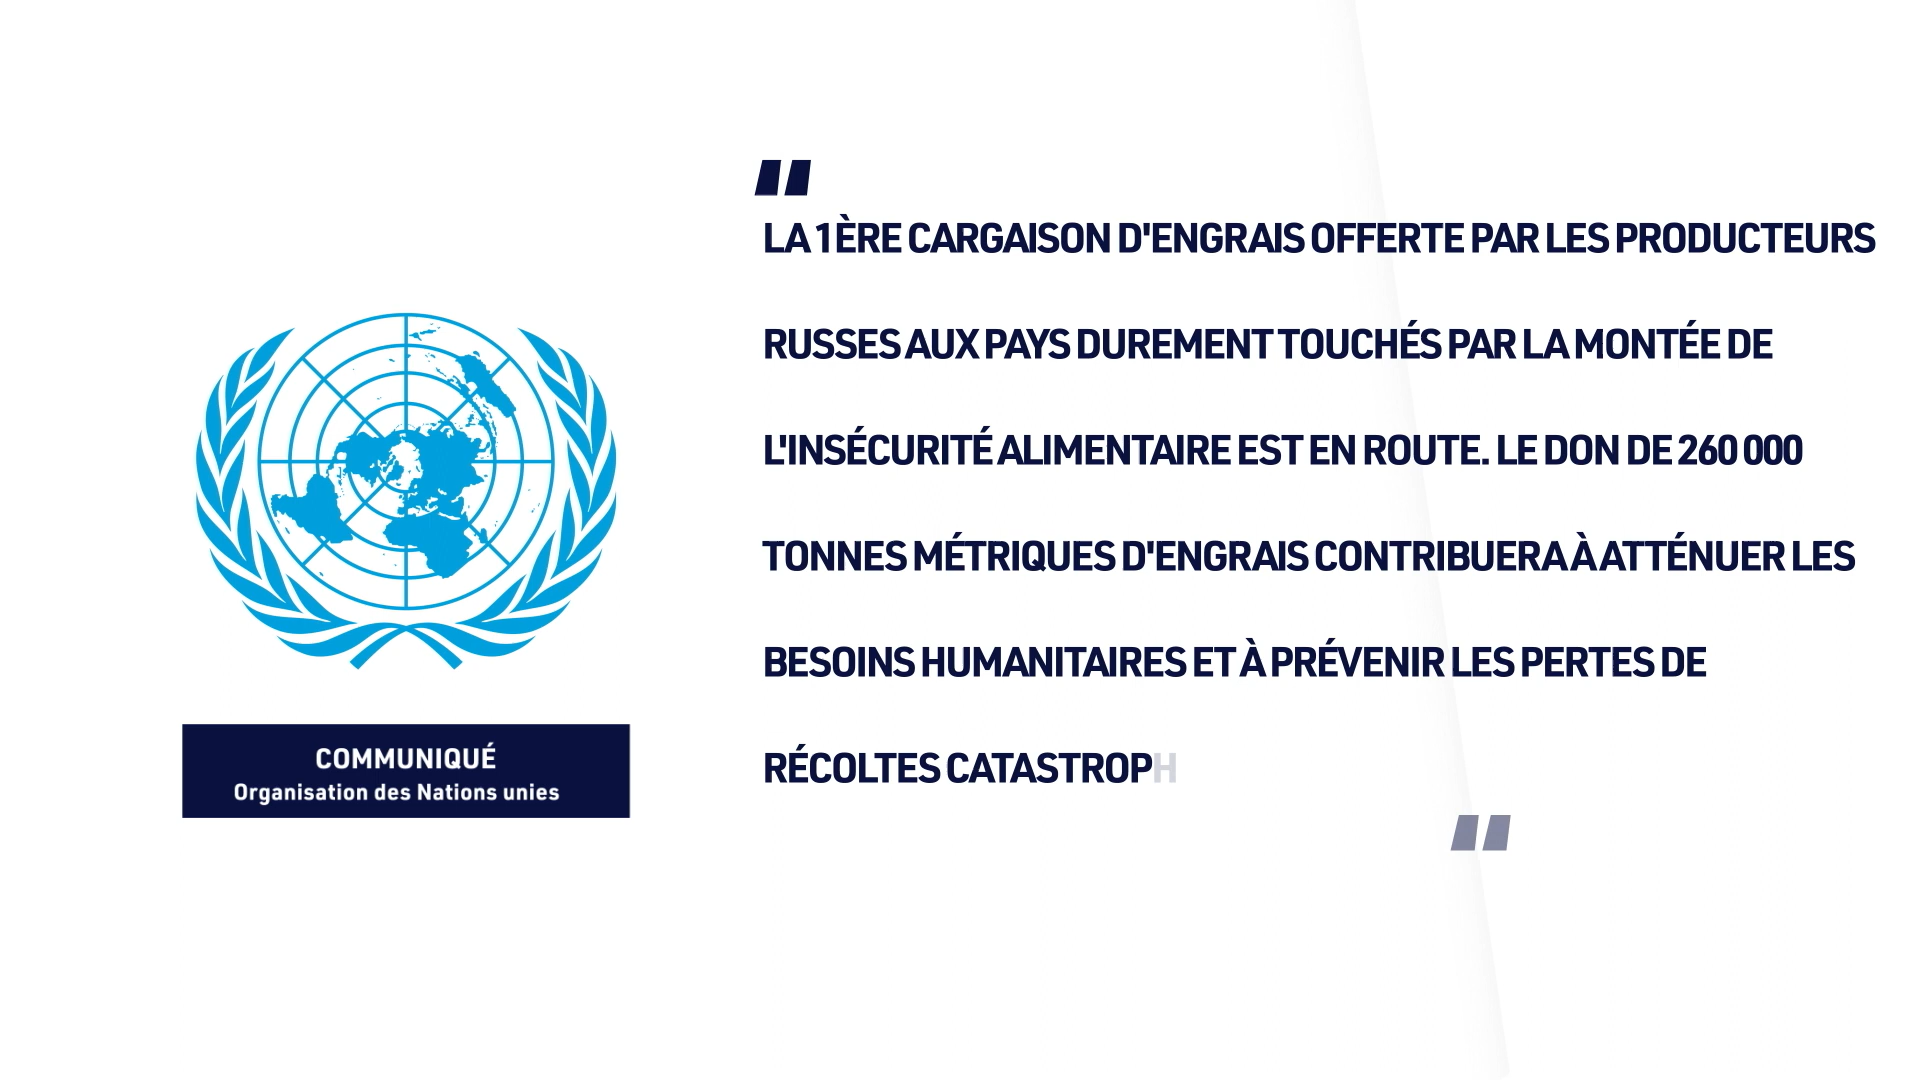 "
LA 1ÈRE CARGAISON D'ENGRAIS OFFERTE PAR LES PRODUCTEURS
RUSSES AUX PAYS DUREMENT TOUCHÉS PAR LA MONTÉE DE
L'INSÉCURITÉ ALIMENTAIRE EST EN ROUTE. LE DON DE 260 000
TONNES MÉTRIQUES D'ENGRAIS CONTRIBUERA À ATTÉNUER LES
BESOINS HUMANITAIRES ET À PRÉVENIR LES PERTES DE
RÉCOLTES CATASTROPH
"
COMMUNIQUÉ
Organisation des Nations unies